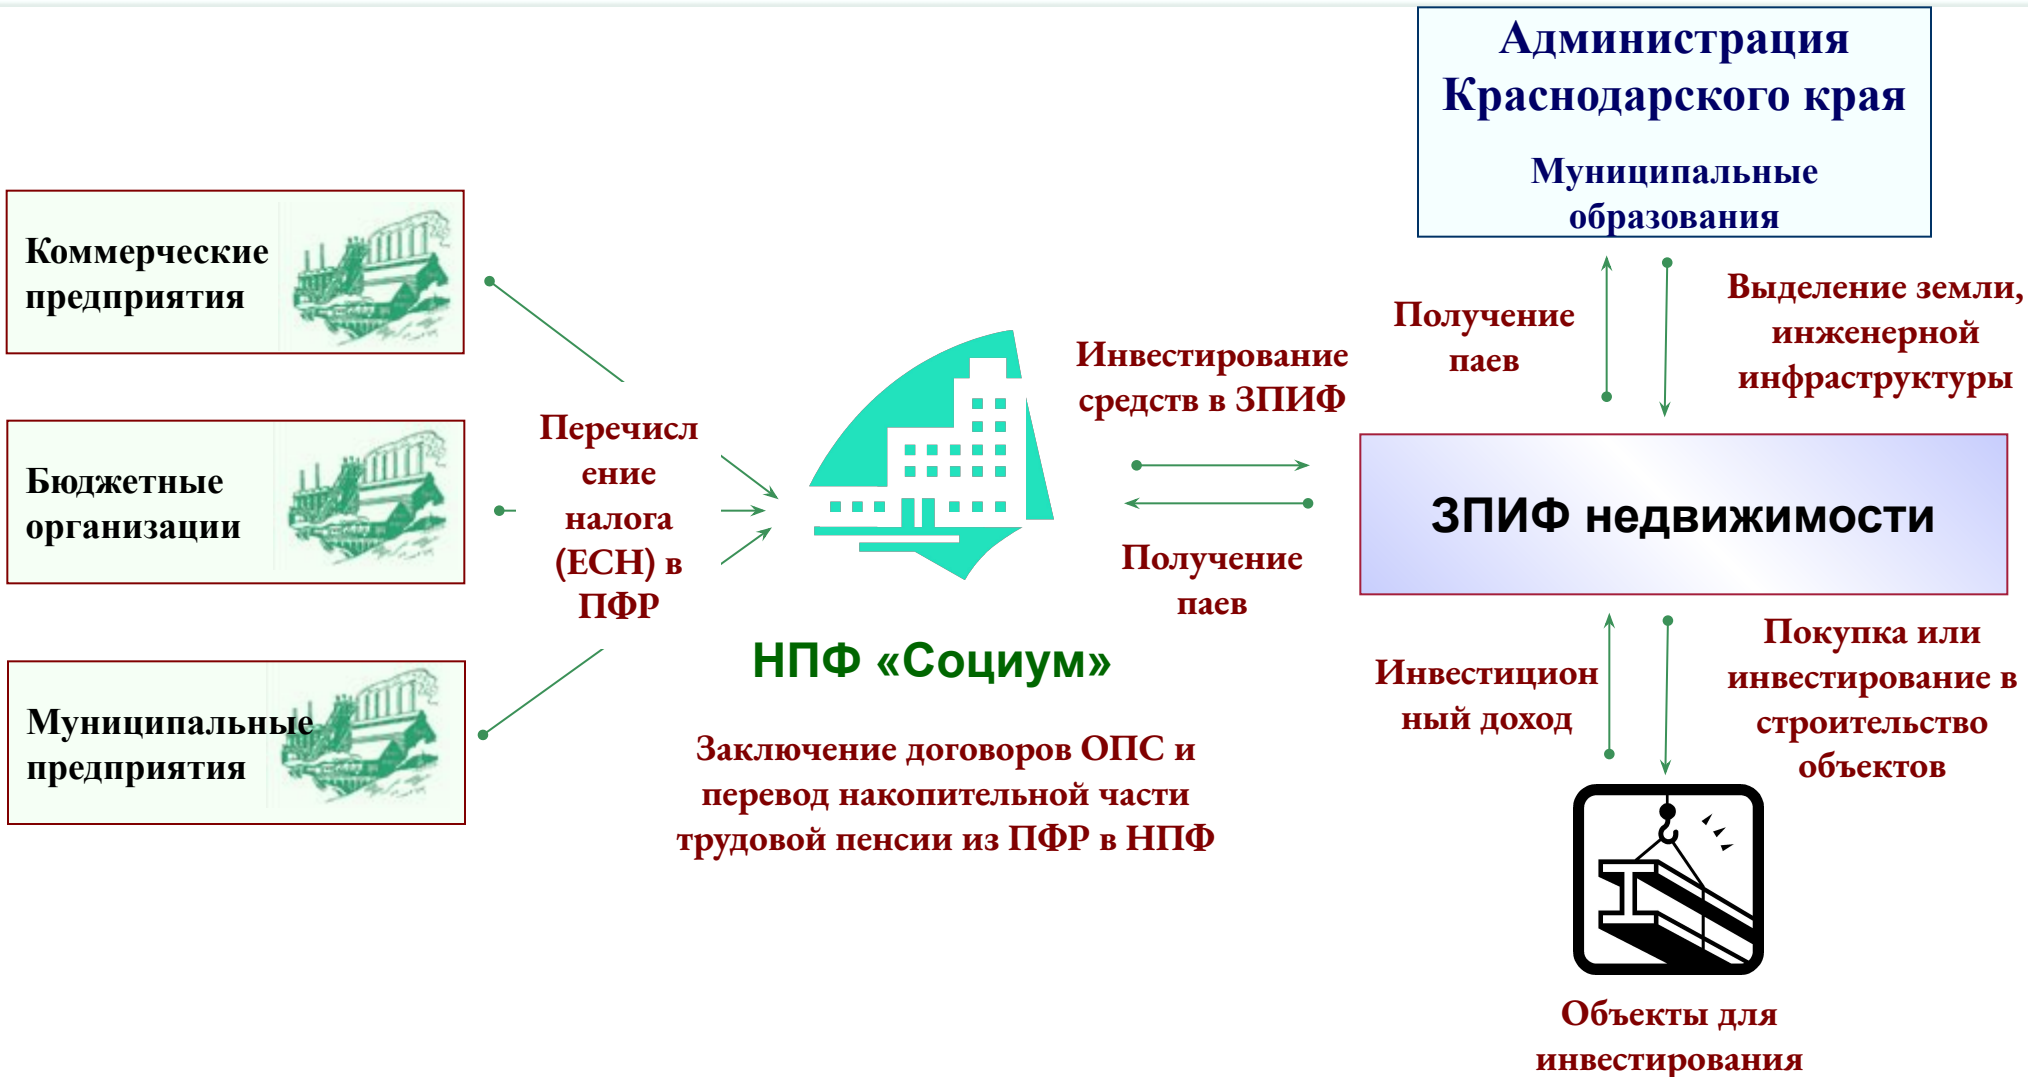 Администрация
Краснодарского края
Муниципальные
образования
Коммерческие
предприятия
Бюджетные
организации
Муниципальные
предприятия
Перечисл
ение
налога
(ЕСН) в
ПФР
НПФ «Социум»
Заключение договоров ОПС и
перевод накопительной части
трудовой пенсии из ПФР в НПФ
Инвестирование
средств в ЗПИФ
Получение
паев
Получение
паев
Выделение земли,
инженерной
инфраструктуры
ЗПИФ недвижимости
Инвестицион
ный доход
Покупка или
инвестирование в
строительство
объектов
Объекты для
инвестирования